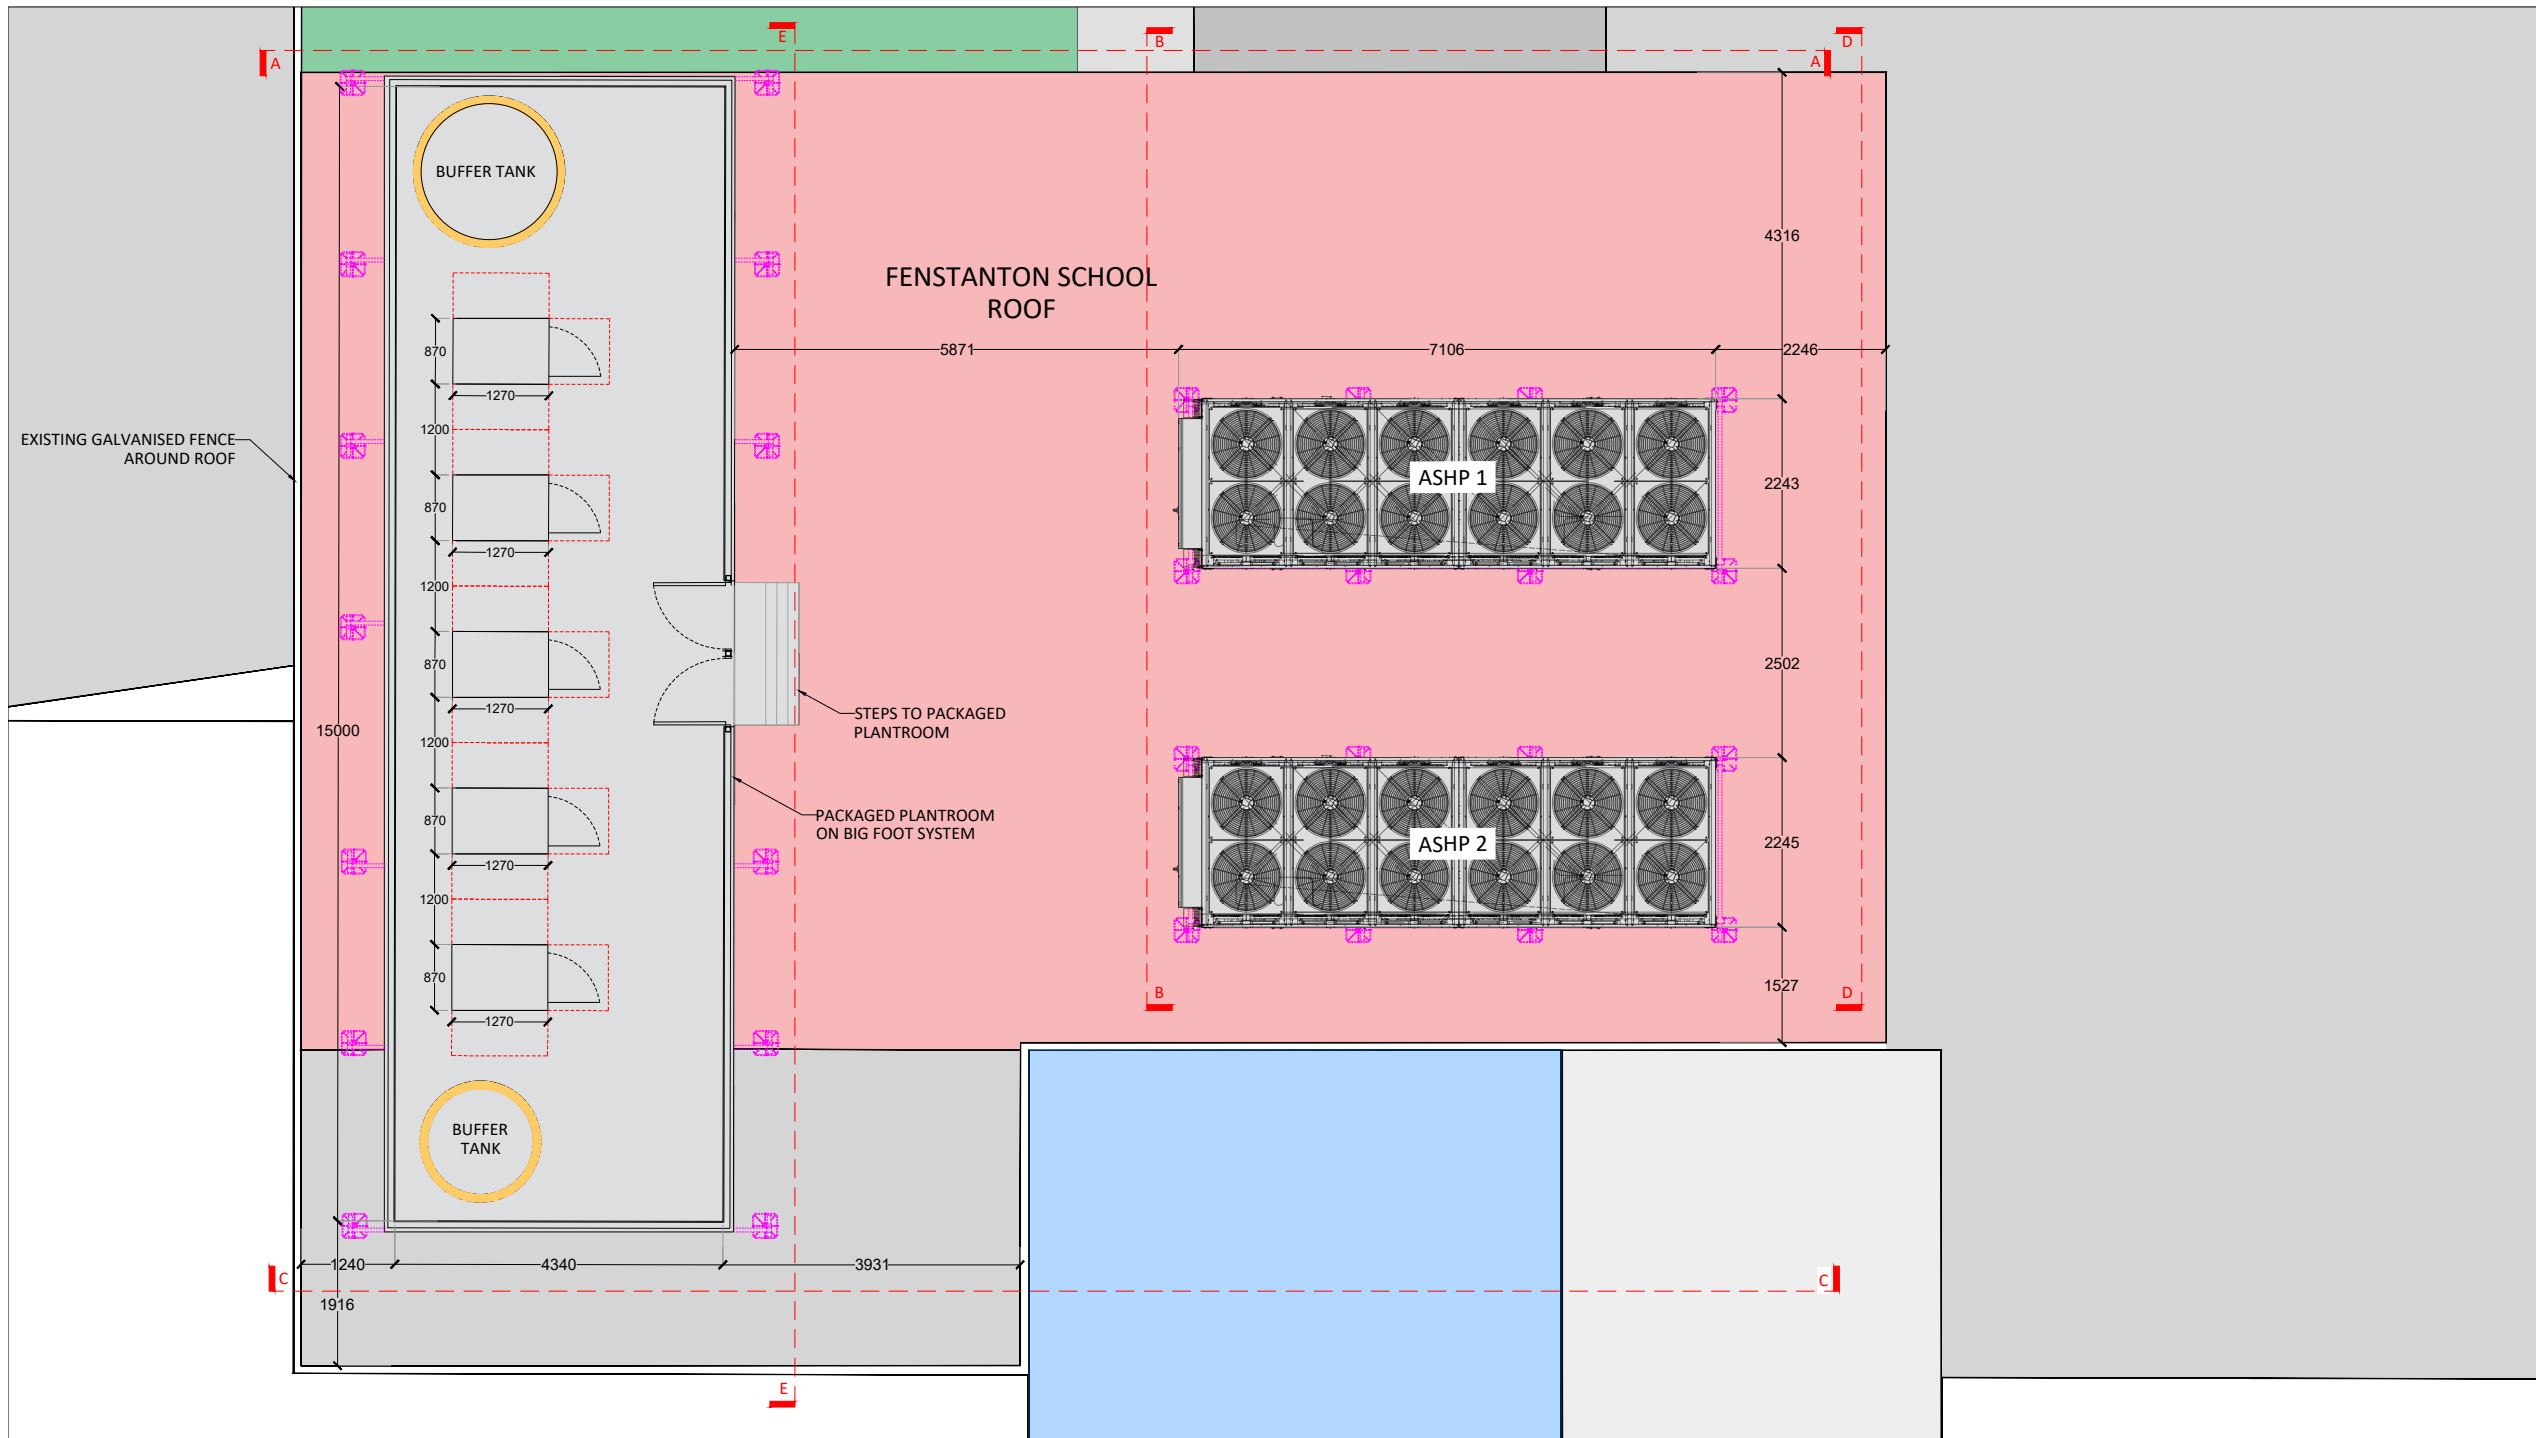 E
B
D
A
A
BUFFER TANK
4316
FENSTANTON SCHOOL
ROOF
870
5871
7106
2246
1270
1200
EXISTING GALVANISED FENCE
AROUND ROOF
870
ASHP 1
2243
1270
1200
870
2502
1270
STEPS TO PACKAGED
PLANTROOM
15000
1200
870
PACKAGED PLANTROOM
ON BIG FOOT SYSTEM
ASHP 2
2245
1270
1200
870
1527
B
D
1270
BUFFER
TANK
1240
4340
3931
C
C
1916
E